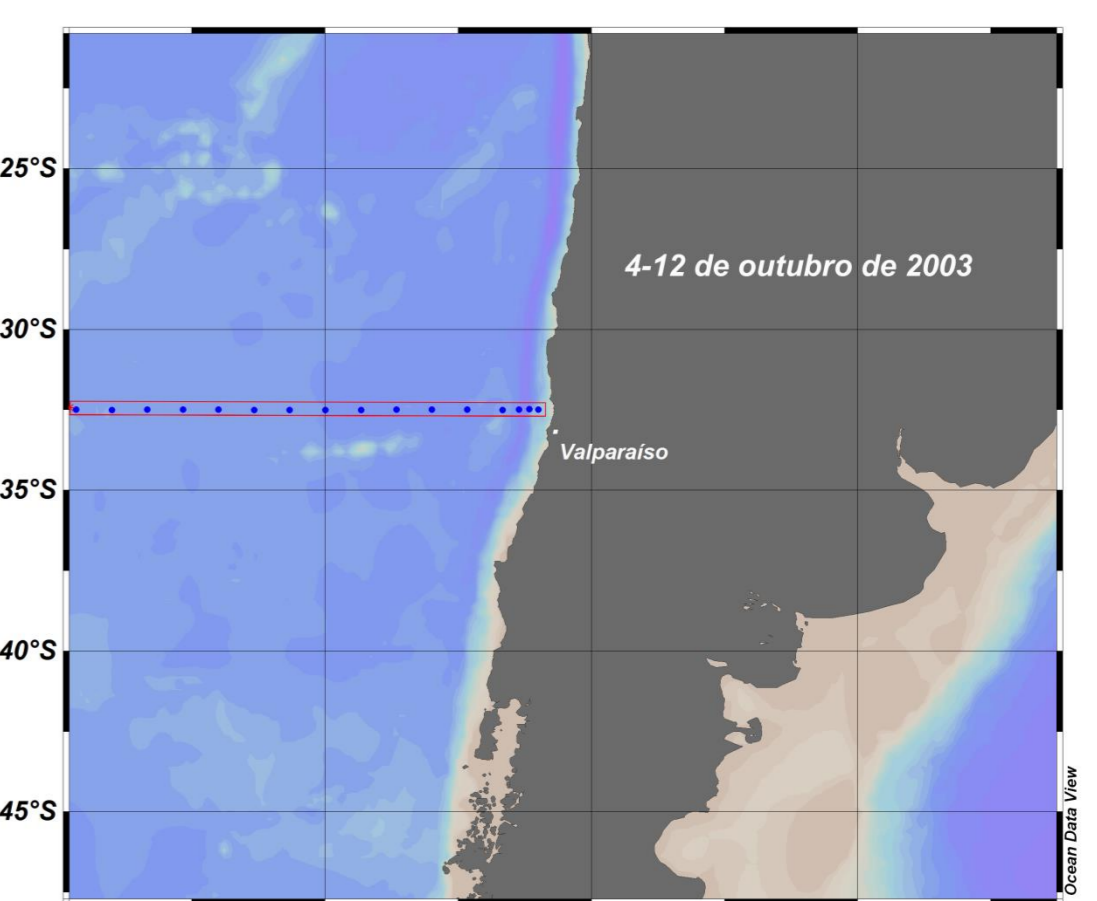 25°S
4-12 de outubro de 2003
30°S
Valparaíso
35°S
40°S
45°S
Ocean Data View